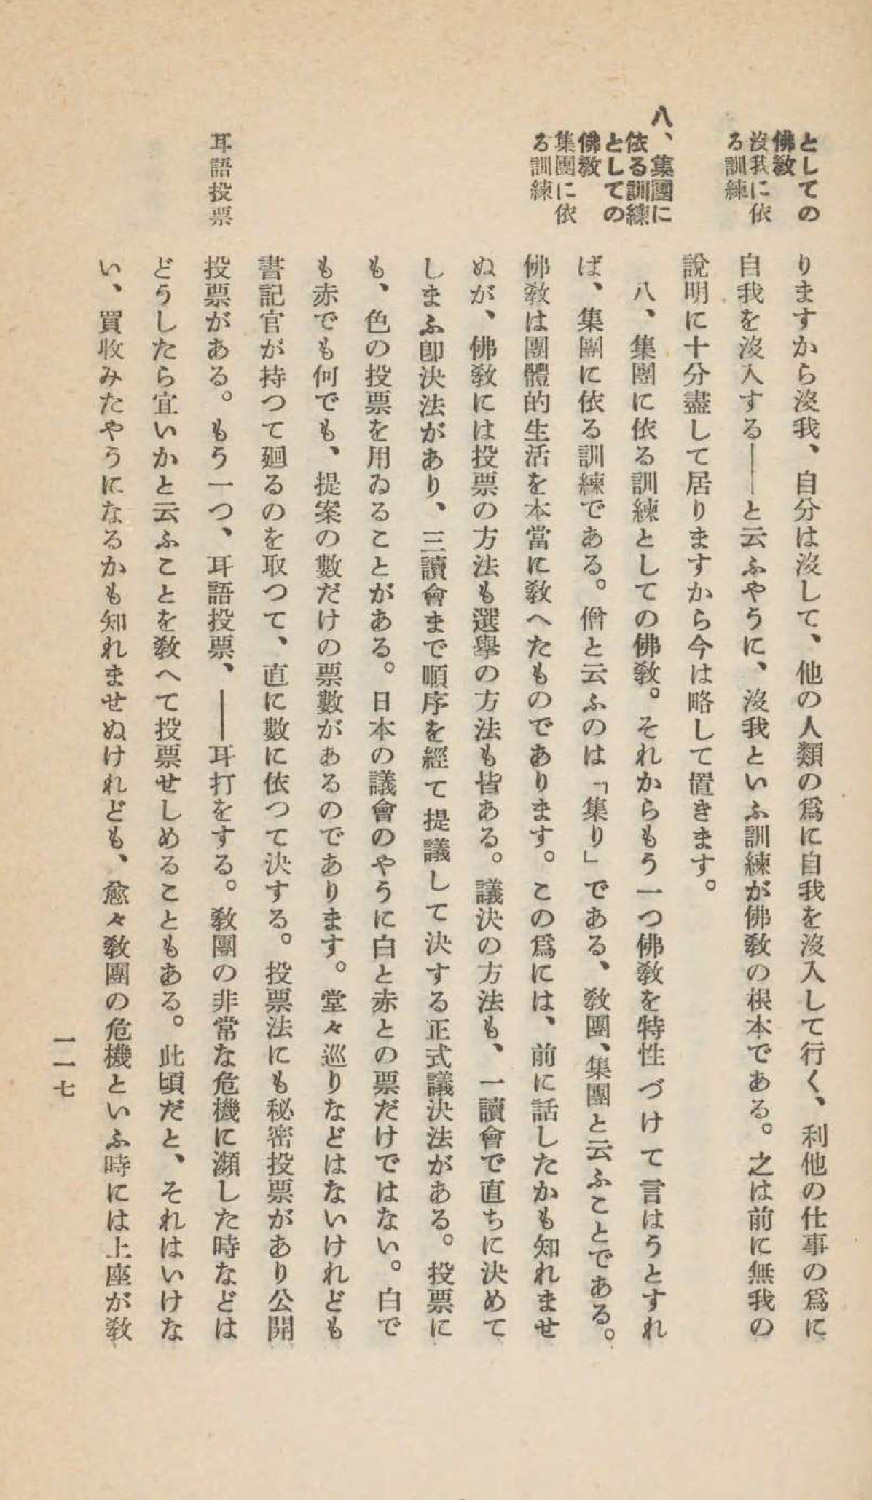 としての
佛敎
沒我に依
る訓練
八、集團に
依る訓練
としての
佛敎
集團に依
る訓練
耳語投票
りますから沒我、自分は沒して、他の人類の爲に自我を沒入して行く、利他の仕事の爲に
自我を沒入する――と云ふやうに、沒我といふ訓練が佛敎の根本である。之は前に無我の
說明に十分盡して居りますから今は略して置きます。
八、集團に依る訓練としての佛敎。それからもう一つ佛敎を特性づけて言はうとすれ
ば、集團に依る訓練である。僧と云ふのは「集り」である、敎團、集團と云ふことである。
佛敎は團體的生活を本當に敎へたものであります。この爲には、前に話したかも知れませ
ぬが、佛敎には投票の方法も選擧の方法も皆ある。議決の方法も、一讀會で直ちに決めて
しまふ卽決法があり、三讀會まで順序を經て提議して決する正式議決法がある。投票に
も、色の投票を用ゐることがある。日本の議會のやうに白と赤との票だけではない。白で
も赤でも何でも、提案の數だけの票數があるのであります。堂々巡りなどはないけれども
書記官が持つて廻るのを取つて、直に數に依つて決する。投票法にも秘密投票があり公開
投票がある。もう一つ、耳語投票、――耳打をする。敎團の非常な危機に瀕した時などは
どうしたら宜いかと云ふことを敎へて投票せしめることもある。此頃だと、それはいけな
い、買收みたやうになるかも知れませぬけれども、愈々敎團の危機といふ時には上座が敎
一一七